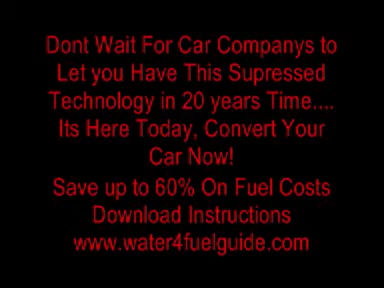 Dont Wait For Car Companys to
Let you Have This Supressed
Technology in 20 years Time....
Its Here Today, Convert Your
Car Now!
Save up to 60% On Fuel Costs
Download Instructions
www.water4fuelguide.com